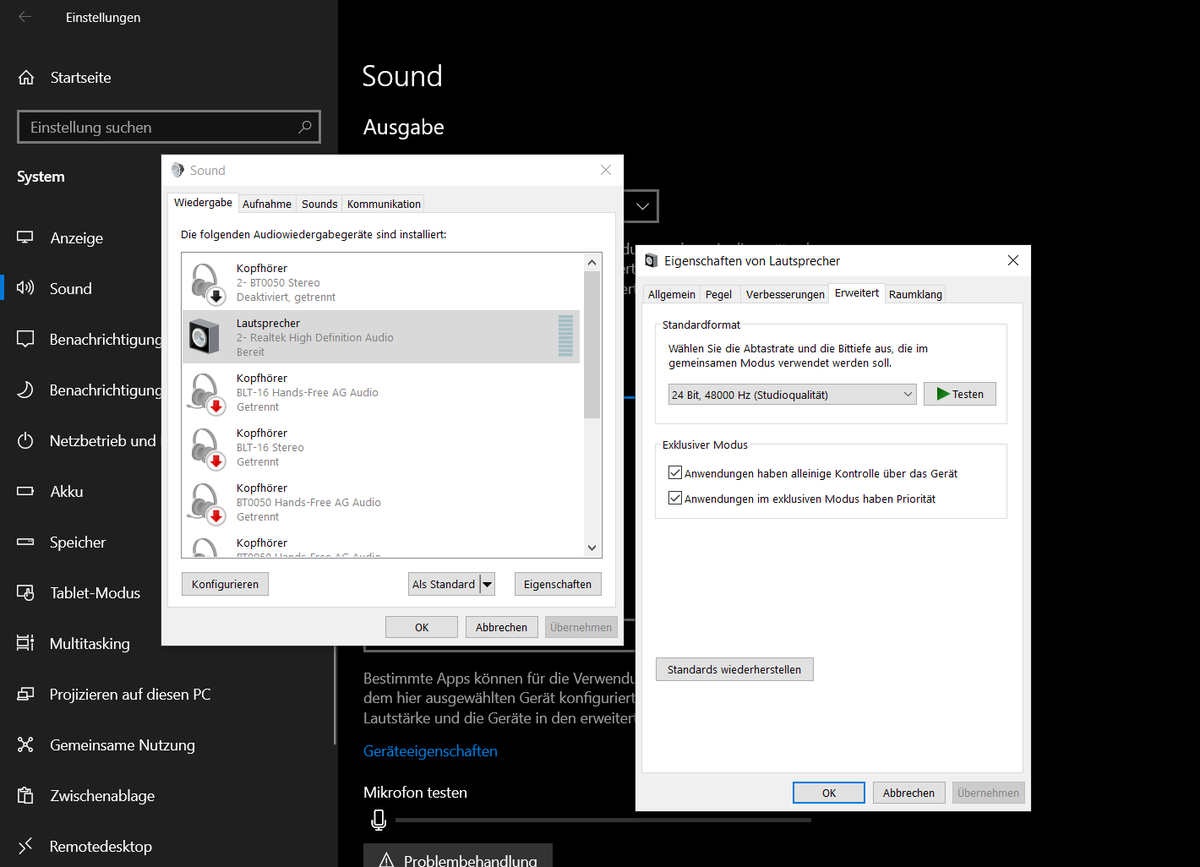 Einstellungen
Startseite
Einstellung suchen
System
Anzeige
Sound
Benachrichtigung
Benachrichtigung
Netzbetrieb und
Akku
Speicher
Tablet-Modus
Multitasking
Projizieren auf diesen PC
Gemeinsame Nutzung
Zwischenablage
Remotedesktop
Sound
Ausgabe
Sound
Wiedergabe Aufnahme Sounds Kommunikation
Die folgenden Audiowiedergabegeräte sind installiert:
Kopfhörer
2- BT0050 Stereo
Deaktiviert, getrennt
Lautsprecher
2- Realtek High Definition Audio
Bereit
Kopfhörer
BLT-16 Hands-Free AG Audio
Getrennt
Kopfhörer
BLT-16 Stereo
Getrennt
Kopfhörer
BT0050 Hands-Free AG Audio
Getrennt
Kopfhörer
BT0050 Hands-Free AG Audio
Konfigurieren Als Standard Eigenschaften
OK Abbrechen Übernehmen
Eigenschaften von Lautsprecher
Allgemein Pegel Verbesserungen Erweitert Raumklang
Standardformat
Wählen Sie die Abtastrate und die Bittiefe aus, die im
gemeinsamen Modus verwendet werden soll.
24 Bit, 48000 Hz (Studioqualität) Testen
Exklusiver Modus
Anwendungen haben alleinige Kontrolle über das Gerät
Anwendungen im exklusiven Modus haben Priorität
Standards wiederherstellen
OK Abbrechen Übernehmen
Bestimmte Apps können für die Verwendu
dem hier ausgewählten Gerät konfiguriert
Lautstärke und die Geräte in den erweitert
Geräteeigenschaften
Mikrofon testen
Problembehandlung